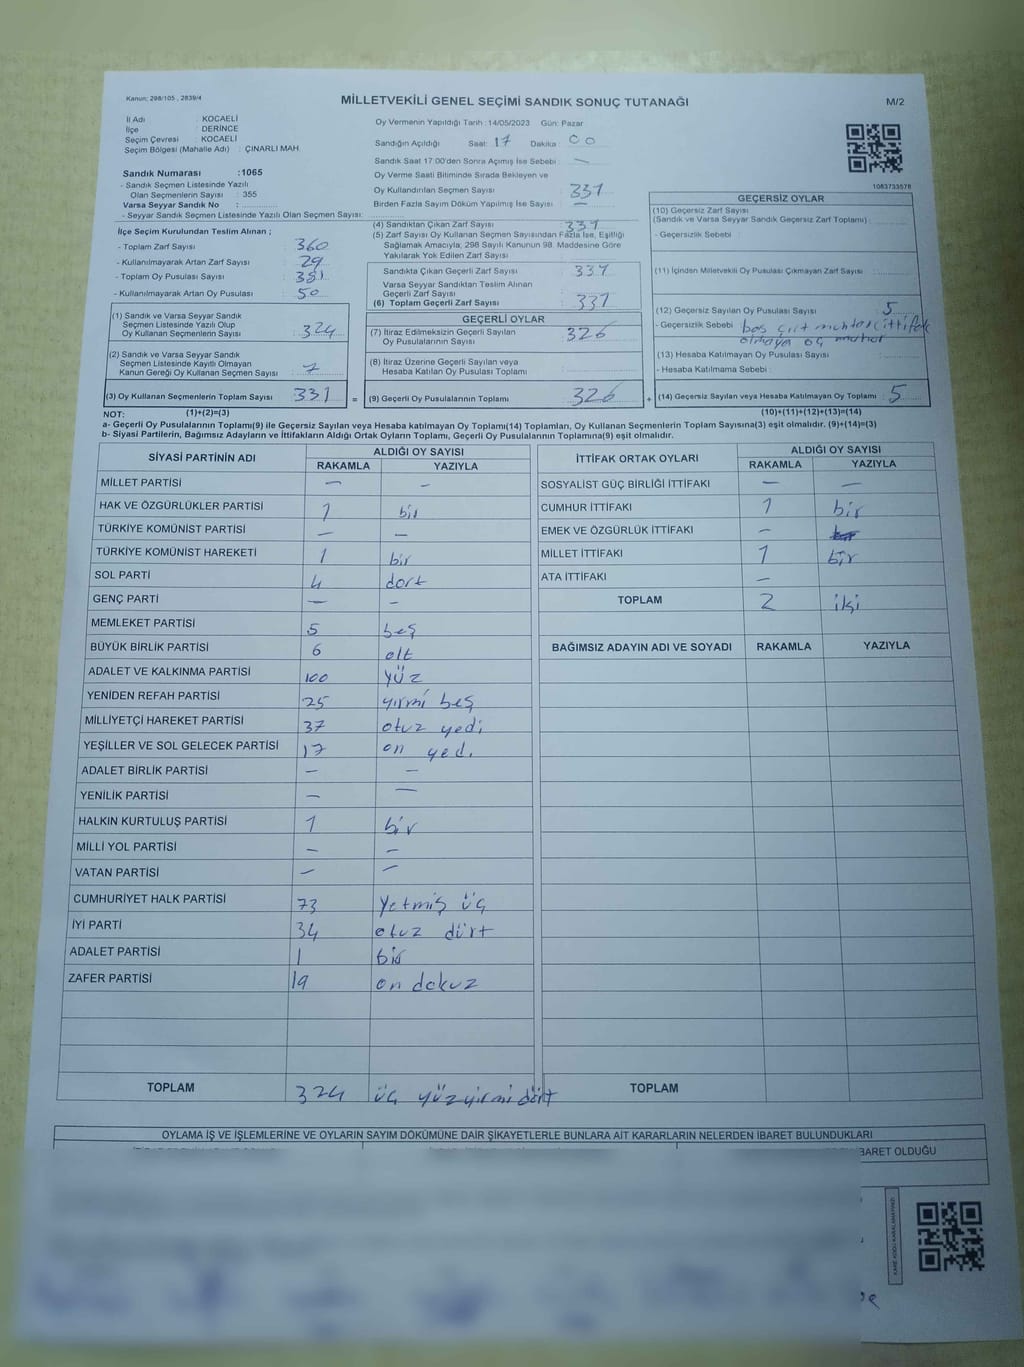 Kanun: 298/105 , 2839/4
MİLLETVEKİLİ GENEL SEÇİMİ SANDIK SONUÇ TUTANAĞI
M/2
İl Adı : KOCAELİ
İlçe : DERİNCE
Seçim Çevresi : KOCAELİ
Seçim Bölgesi (Mahalle Adı) : ÇINARLI MAH.
Sandık Numarası :1065
- Sandık Seçmen Listesinde Yazılı
Olan Seçmenlerin Sayısı : 355
Varsa Seyyar Sandık No :
- Seyyar Sandık Seçmen Listesinde Yazılı Olan Seçmen Sayısı:
Oy Vermenin Yapıldığı Tarih : 14/05/2023 Gün: Pazar
Sandığın Açıldığı Saat: 17 Dakika: 00
Sandık Saat 17:00'den Sonra Açımış İse Sebebi : —
Oy Verme Saati Bitiminde Sırada Bekleyen ve
Oy Kullandırılan Seçmen Sayısı : 331
Birden Fazla Sayım Döküm Yapılmış İse Sayısı : —
1083733578
İlçe Seçim Kurulundan Teslim Alınan ;
- Toplam Zarf Sayısı : 360
- Kullanılmayarak Artan Zarf Sayısı : 29
- Toplam Oy Pusulası Sayısı : 381
- Kullanılmayarak Artan Oy Pusulası : 50
(4) Sandıktan Çıkan Zarf Sayısı : 331
(5) Zarf Sayısı Oy Kullanan Seçmen Sayısından Fazla İse, Eşitliği
Sağlamak Amacıyla; 298 Sayılı Kanunun 98. Maddesine Göre
Yakılarak Yok Edilen Zarf Sayısı :
Sandıkta Çıkan Geçerli Zarf Sayısı : 331
Varsa Seyyar Sandıktan Teslim Alınan
Geçerli Zarf Sayısı
(6) Toplam Geçerli Zarf Sayısı : 331
GEÇERSİZ OYLAR
(10) Geçersiz Zarf Sayısı
(Sandık ve Varsa Seyyar Sandık Geçersiz Zarf Toplamı) :
- Geçersizlik Sebebi :
(11) İçinden Milletvekili Oy Pusulası Çıkmayan Zarf Sayısı :
(12) Geçersiz Sayılan Oy Pusulası Sayısı : 5
- Geçersizlik Sebebi : boş çift muhtar
(13) Hesaba Katılmayan Oy Pusulası Sayısı :
- Hesaba Katılmama Sebebi :
(1) Sandık ve Varsa Seyyar Sandık
Seçmen Listesinde Yazılı Olup
Oy Kullanan Seçmenlerin Sayısı : 324
(2) Sandık ve Varsa Seyyar Sandık
Seçmen Listesinde Kayıtlı Olmayan
Kanun Gereği Oy Kullanan Seçmen Sayısı : 7
GEÇERLİ OYLAR
(7) İtiraz Edilmeksizin Geçerli Sayılan
Oy Pusulalarının Sayısı : 326
(8) İtiraz Üzerine Geçerli Sayılan veya
Hesaba Katılan Oy Pusulası Toplamı :
(3) Oy Kullanan Seçmenlerin Toplam Sayısı : 331 = (9) Geçerli Oy Pusulalarının Toplamı : 326 + (14) Geçersiz Sayılan veya Hesaba Katılmayan Oy Toplamı : 5
NOT: (1)+(2)=(3) (10)+(11)+(12)+(13)=(14)
a- Geçerli Oy Pusulalarının Toplamı(9) ile Geçersiz Sayılan veya Hesaba katılmayan Oy Toplamı(14) Toplamları, Oy Kullanan Seçmenlerin Toplam Sayısına(3) eşit olmalıdır. (9)+(14)=(3)
b- Siyasi Partilerin, Bağımsız Adayların ve İttifakların Aldığı Ortak Oyların Toplamı, Geçerli Oy Pusulalarının Toplamına(9) eşit olmalıdır.
SİYASİ PARTİNİN ADI ALDIĞI OY SAYISI
RAKAMLA YAZIYLA
MİLLET PARTİSİ — —
HAK VE ÖZGÜRLÜKLER PARTİSİ 1 bir
TÜRKİYE KOMÜNİST PARTİSİ — —
TÜRKİYE KOMÜNİST HAREKETİ 1 bir
SOL PARTİ 4 dort
GENÇ PARTİ — —
MEMLEKET PARTİSİ 5 beş
BÜYÜK BİRLİK PARTİSİ 6 alt
ADALET VE KALKINMA PARTİSİ 100 yüz
YENİDEN REFAH PARTİSİ 25 yirmi beş
MİLLİYETÇİ HAREKET PARTİSİ 37 otuz yedi
YEŞİLLER VE SOL GELECEK PARTİSİ 17 on yedi
ADALET BİRLİK PARTİSİ — —
YENİLİK PARTİSİ — —
HALKIN KURTULUŞ PARTİSİ 1 bir
MİLLİ YOL PARTİSİ — —
VATAN PARTİSİ — —
CUMHURİYET HALK PARTİSİ 73 Yetmiş üç
İYİ PARTİ 34 otuz dört
ADALET PARTİSİ 1 bir
ZAFER PARTİSİ 19 on dokuz
TOPLAM 324 üç yüzyirmi dört
İTTİFAK ORTAK OYLARI ALDIĞI OY SAYISI
RAKAMLA YAZIYLA
SOSYALİST GÜÇ BİRLİĞİ İTTİFAKI — —
CUMHUR İTTİFAKI 1 bir
EMEK VE ÖZGÜRLÜK İTTİFAKI —
MİLLET İTTİFAKI 1 bir
ATA İTTİFAKI —
TOPLAM 2 iki
BAĞIMSIZ ADAYIN ADI VE SOYADI RAKAMLA YAZIYLA
TOPLAM
OYLAMA İŞ VE İŞLEMLERİNE VE OYLARIN SAYIM DÖKÜMÜNE DAİR ŞİKAYETLERLE BUNLARA AİT KARARLARIN NELERDEN İBARET BULUNDUKLARI
BARET OLDUĞU
KARE KODU KARALAMAYINIZ!